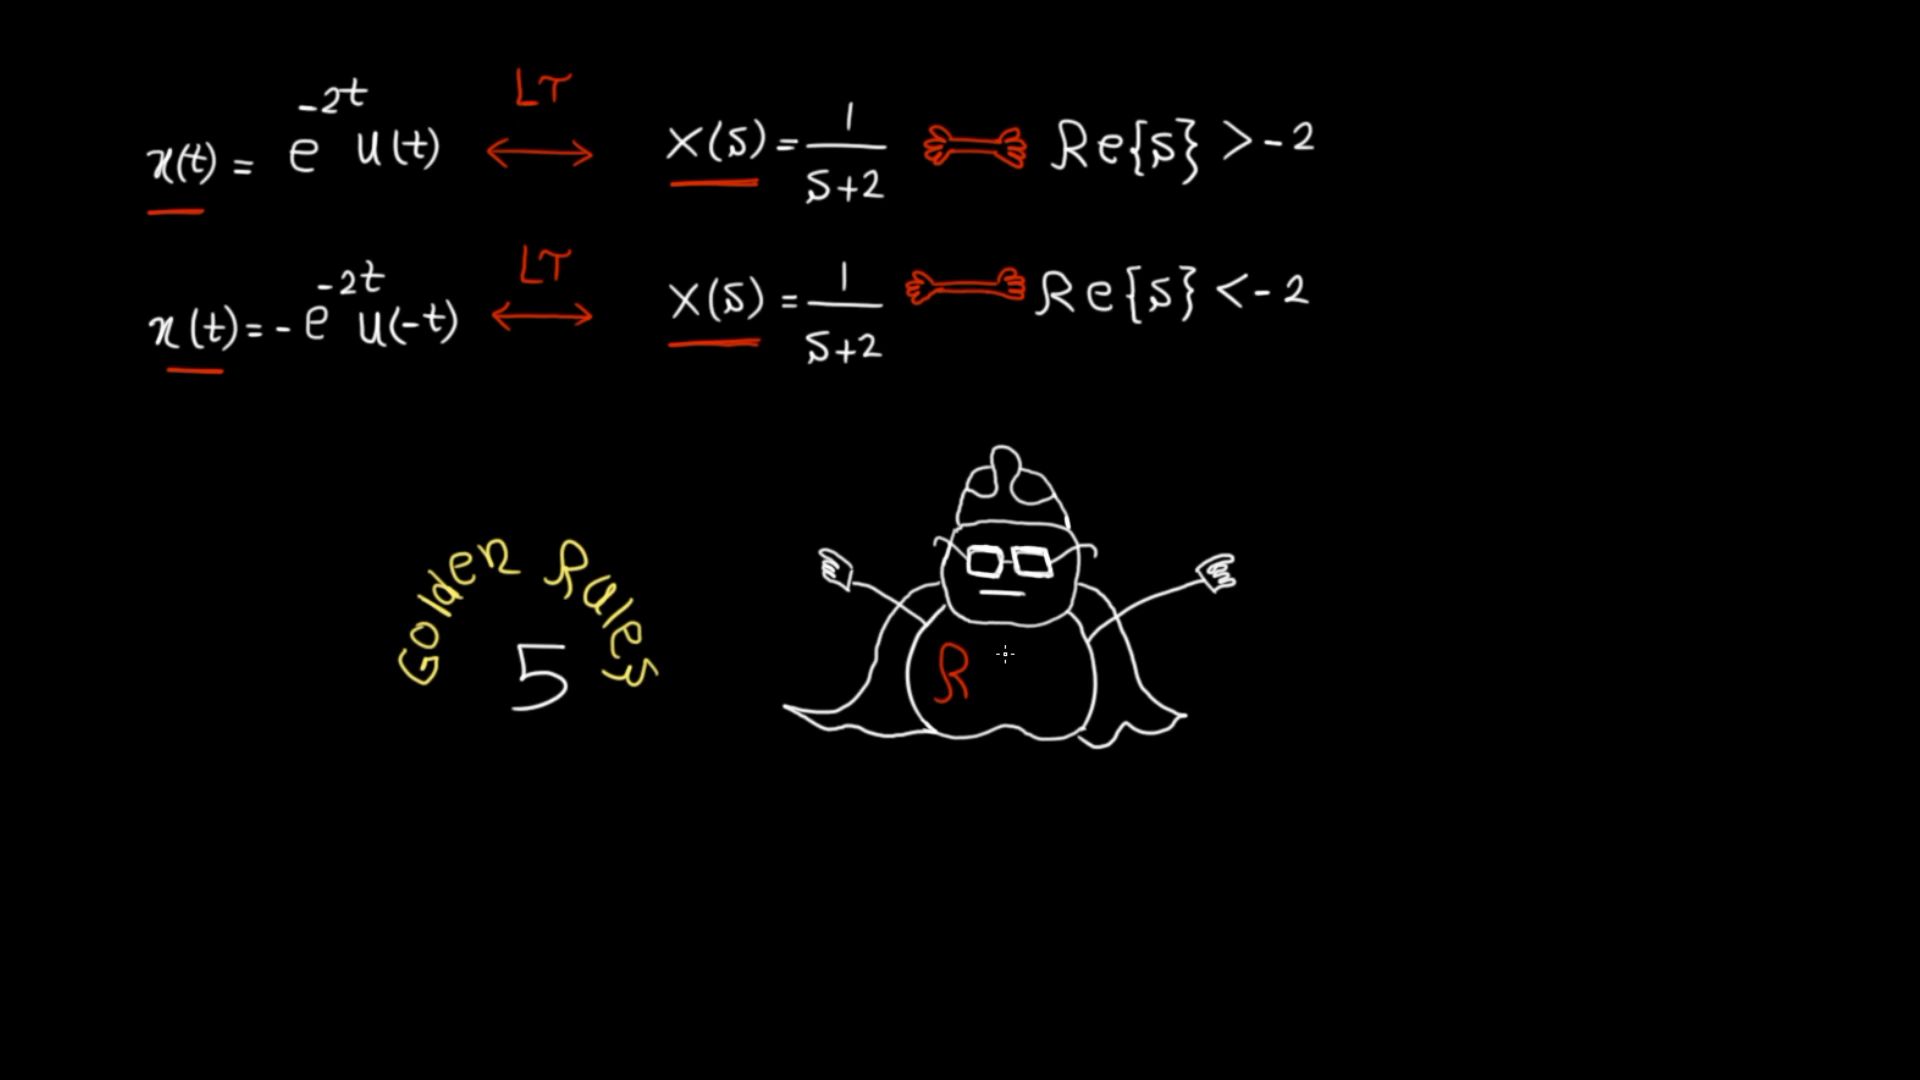 x(t) = e^{-2t} u(t) LT ↔ X(s) = 1/(s+2) Re{s} > -2
x(t) = -e^{-2t} u(-t) LT ↔ X(s) = 1/(s+2) Re{s} < -2
Golden Rules
5
R